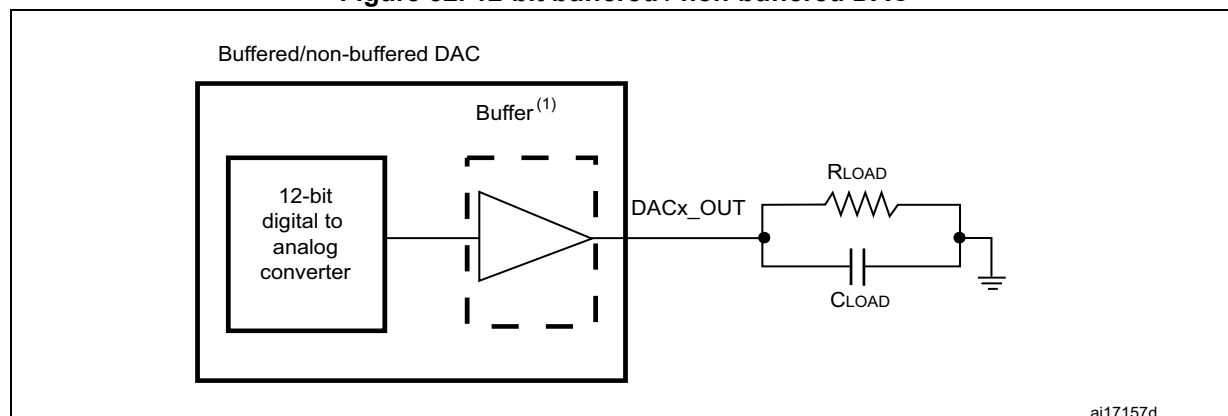 Buffered/non-buffered DAC
Buffer(1)
12-bit
digital to
analog
converter
DACx_OUT
RLOAD
CLOAD
ai17157d